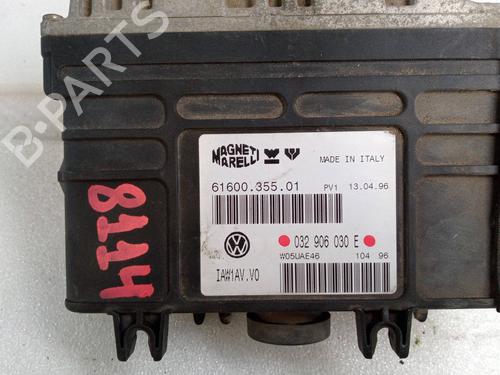 MAGNETI
MARELLI
MADE IN ITALY
61600.355.01
PV1 13.04.96
032 906 030 E
W05UAE46 104 96
IAW1AV.V0
8114
B-PARTS